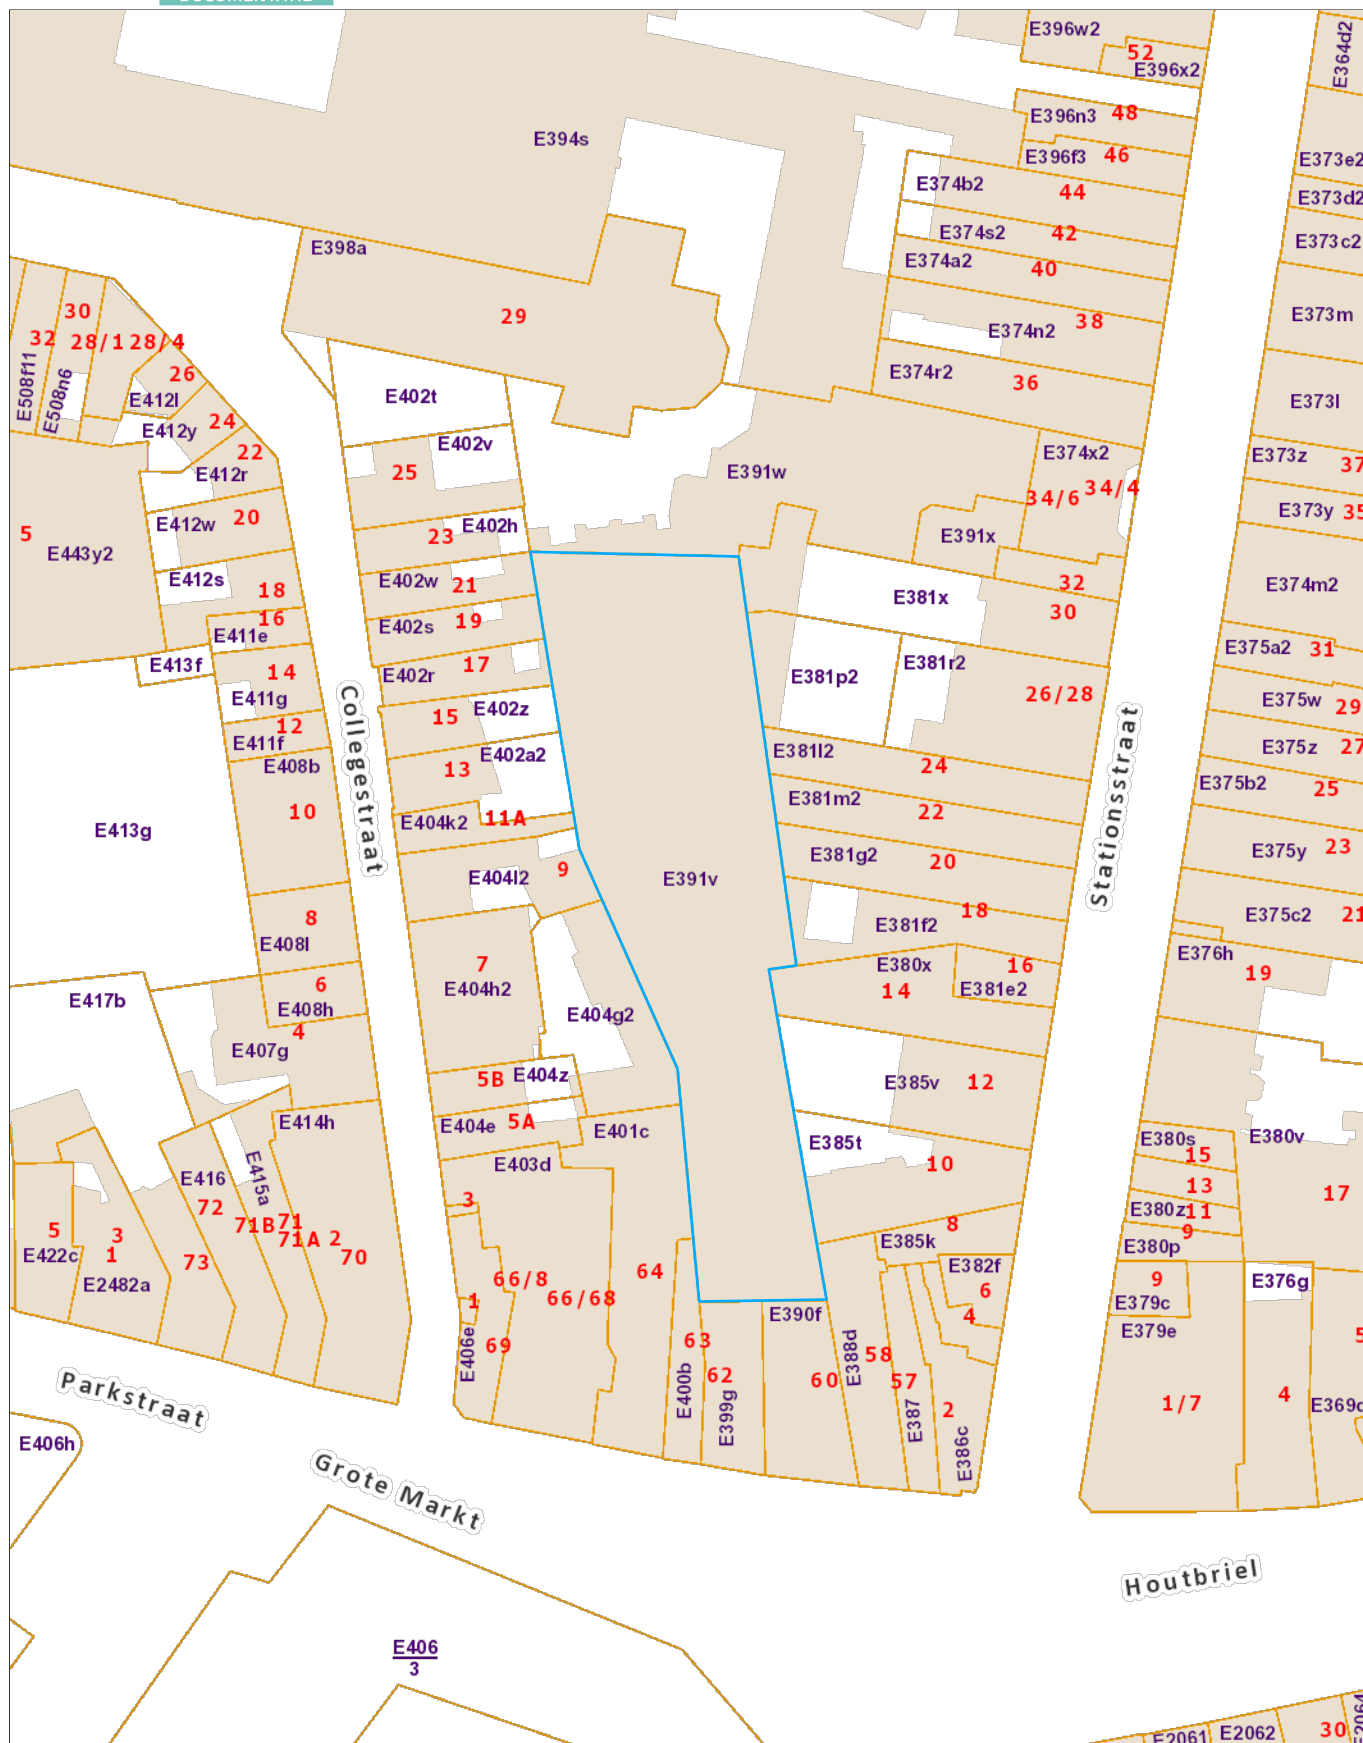 E396w2
52
E396x2
E364d2
E396n3
48
E394s
E396f3
46
E373e2
E374b2
44
E373d2
E374s2
42
E373c2
E398a
E374a2
40
30
29
38
E373m
32
28/1
28/4
E374n2
26
E374r2
36
E508f11
E508n6
E412l
E402t
E373l
24
E412y
E402v
22
E374x2
E373z
37
E412r
25
E391w
34/6
34/4
20
E412w
E402h
E373y
35
5
23
E391x
E443y2
E412s
E402w
21
32
E374m2
18
E381x
30
16
19
E411e
E402s
E375a2
31
E413f
17
E381r2
14
E402r
E381p2
26/28
E411g
E375w
29
12
15
E402z
E411f
E381l2
E375z
27
E408b
13
E402a2
24
E375b2
25
Collegestraat
Stationsstraat
E381m2
22
10
E404k2
11A
E413g
E381g2
20
E375y
23
E404l2
9
E391v
8
18
E375c2
21
E408l
E381f2
E376h
7
E380x
16
19
6
E404h2
14
E381e2
E417b
E408h
E404g2
4
E407g
5B
E404z
E385v
12
E414h
E404e
5A
E401c
E385t
E380s
E380v
15
E403d
10
E416
E415a
13
17
72
3
E380z
11
71B
71
8
9
5
3
71A
2
E385k
E380p
1
70
E422c
73
64
E382f
E2482a
66/8
6
9
E376g
66/68
1
E390f
4
E379c
69
63
E379e
5
E406e
E388d
58
62
60
57
Parkstraat
E400b
E399g
E387
2
1/7
4
E386c
E406h
Grote Markt
Houtbriel
E406
3
E2061
E2062
30